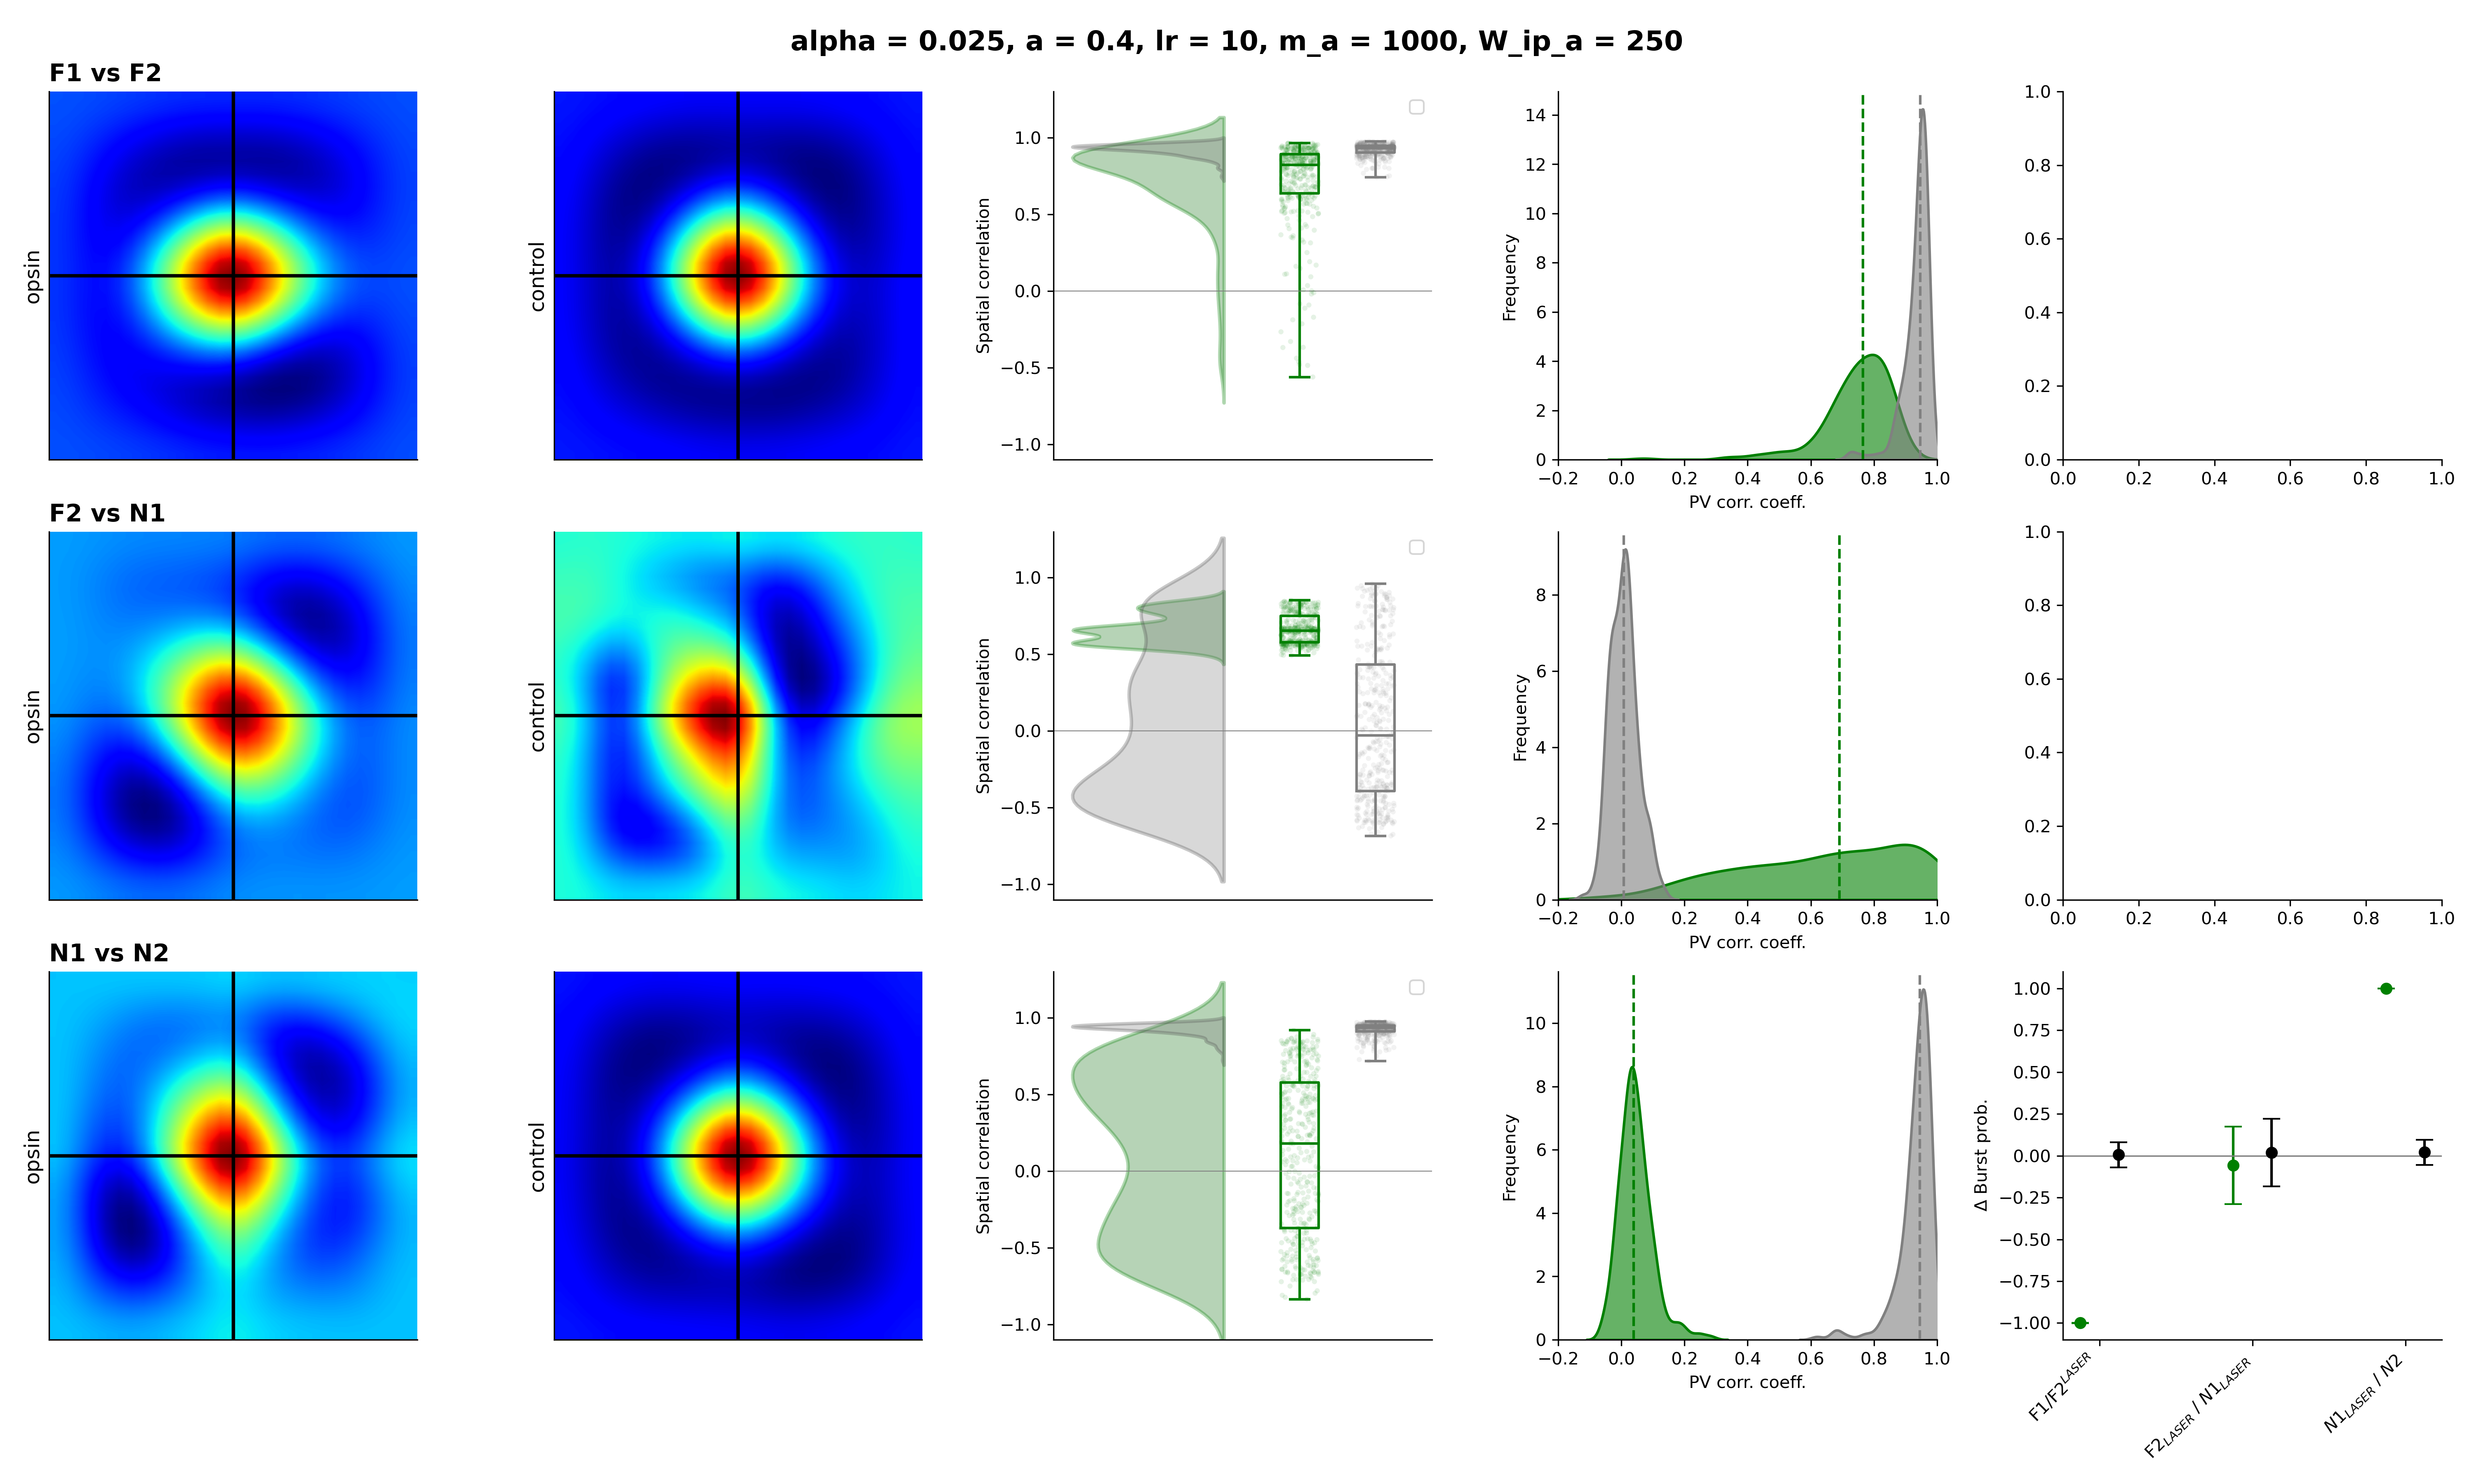 alpha = 0.025, a = 0.4, lr = 10, m_a = 1000, W_ip_a = 250
F1 vs F2
opsin
control
Spatial correlation
1.0
0.5
0.0
−0.5
−1.0
Frequency
14
12
10
8
6
4
2
0
−0.2 0.0 0.2 0.4 0.6 0.8 1.0
PV corr. coeff.
1.0
0.8
0.6
0.4
0.2
0.0
0.0 0.2 0.4 0.6 0.8 1.0
F2 vs N1
opsin
control
Spatial correlation
1.0
0.5
0.0
−0.5
−1.0
Frequency
8
6
4
2
0
−0.2 0.0 0.2 0.4 0.6 0.8 1.0
PV corr. coeff.
1.0
0.8
0.6
0.4
0.2
0.0
0.0 0.2 0.4 0.6 0.8 1.0
N1 vs N2
opsin
control
Spatial correlation
1.0
0.5
0.0
−0.5
−1.0
Frequency
10
8
6
4
2
0
−0.2 0.0 0.2 0.4 0.6 0.8 1.0
PV corr. coeff.
Δ Burst prob.
1.00
0.75
0.50
0.25
0.00
−0.25
−0.50
−0.75
−1.00
F1/F2^LASER
F2_LASER / N1_LASER
N1_LASER / N2